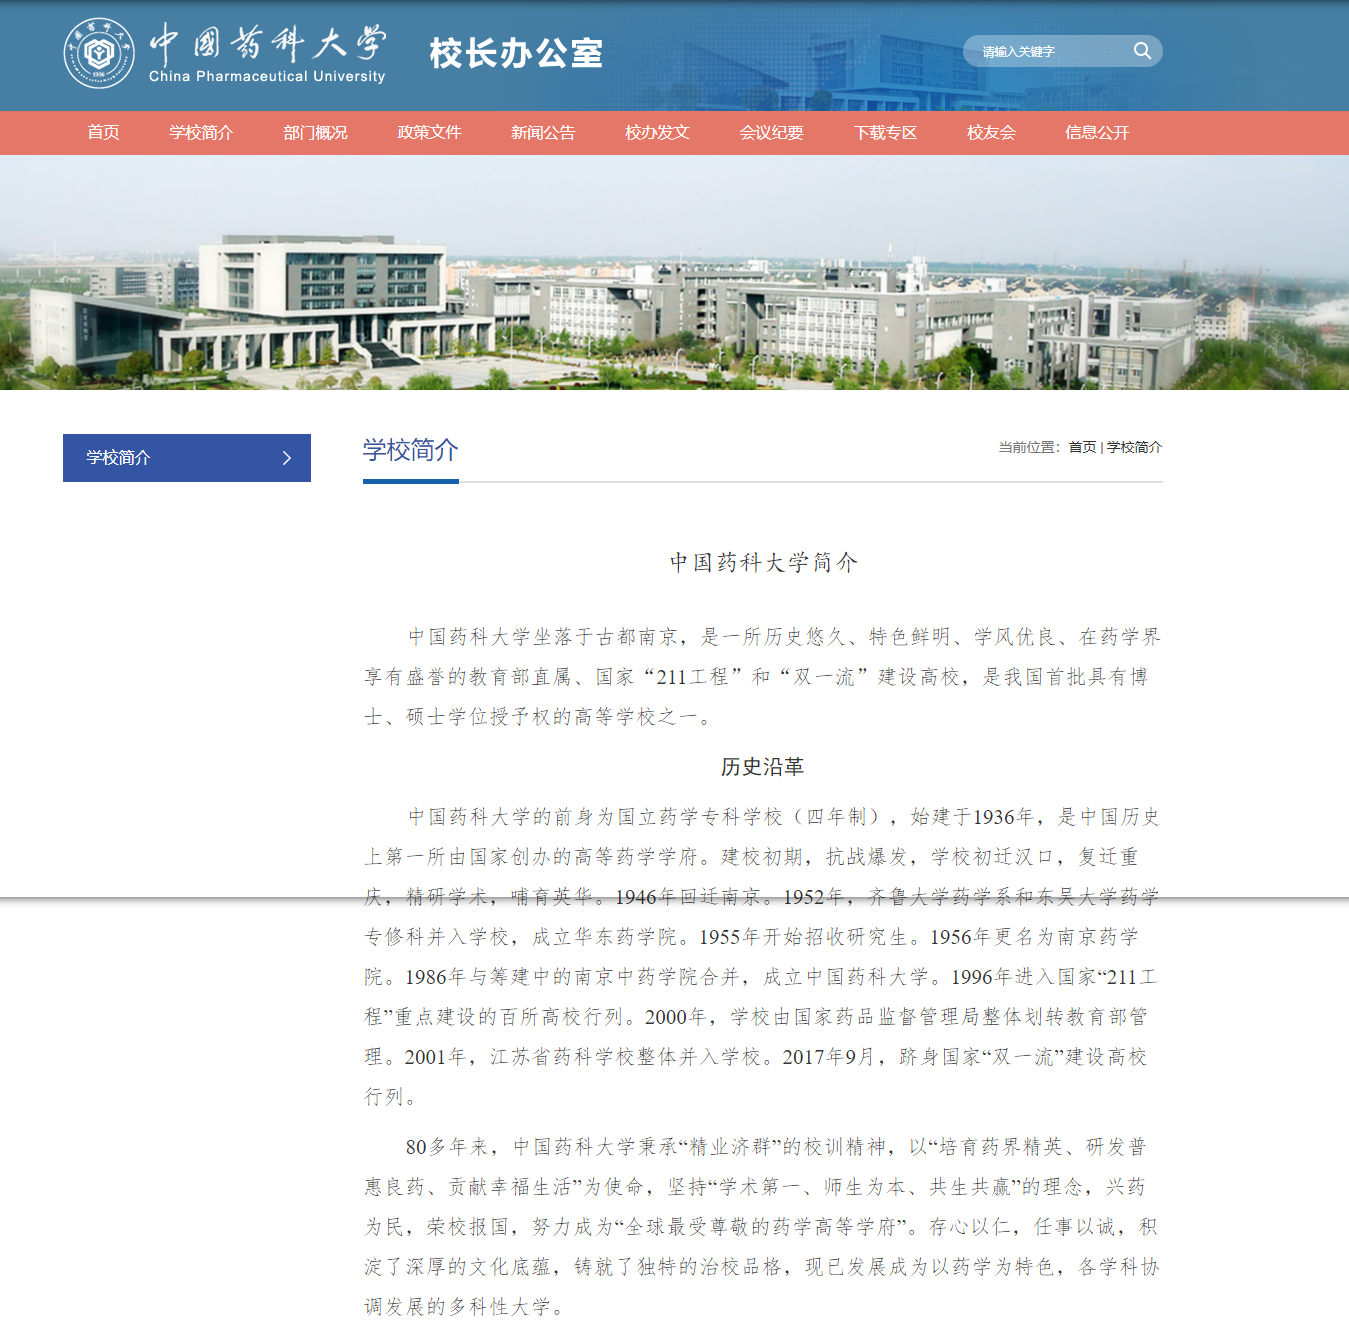 中國药科大学
China Pharmaceutical University
校长办公室
请输入关键字
首页 学校简介 部门概况 政策文件 新闻公告 校办发文 会议纪要 下载专区 校友会 信息公开
学校简介
学校简介
当前位置：首页 | 学校简介
中国药科大学简介
中国药科大学坐落于古都南京，是一所历史悠久、特色鲜明、学风优良、在药学界
享有盛誉的教育部直属、国家“211工程”和“双一流”建设高校，是我国首批具有博
士、硕士学位授予权的高等学校之一。
历史沿革
中国药科大学的前身为国立药学专科学校（四年制），始建于1936年，是中国历史
上第一所由国家创办的高等药学学府。建校初期，抗战爆发，学校初迁汉口，复迁重
庆，精研学术，哺育英华。1946年回迁南京。1952年，齐鲁大学药学系和东吴大学药学
专修科并入学校，成立华东药学院。1955年开始招收研究生。1956年更名为南京药学
院。1986年与筹建中的南京中药学院合并，成立中国药科大学。1996年进入国家“211工
程”重点建设的百所高校行列。2000年，学校由国家药品监督管理局整体划转教育部管
理。2001年，江苏省药科学校整体并入学校。2017年9月，跻身国家“双一流”建设高校
行列。
80多年来，中国药科大学秉承“精业济群”的校训精神，以“培育药界精英、研发普
惠良药、贡献幸福生活”为使命，坚持“学术第一、师生为本、共生共赢”的理念，兴药
为民，荣校报国，努力成为“全球最受尊敬的药学高等学府”。存心以仁，任事以诚，积
淀了深厚的文化底蕴，铸就了独特的治校品格，现已发展成为以药学为特色，各学科协
调发展的多科性大学。